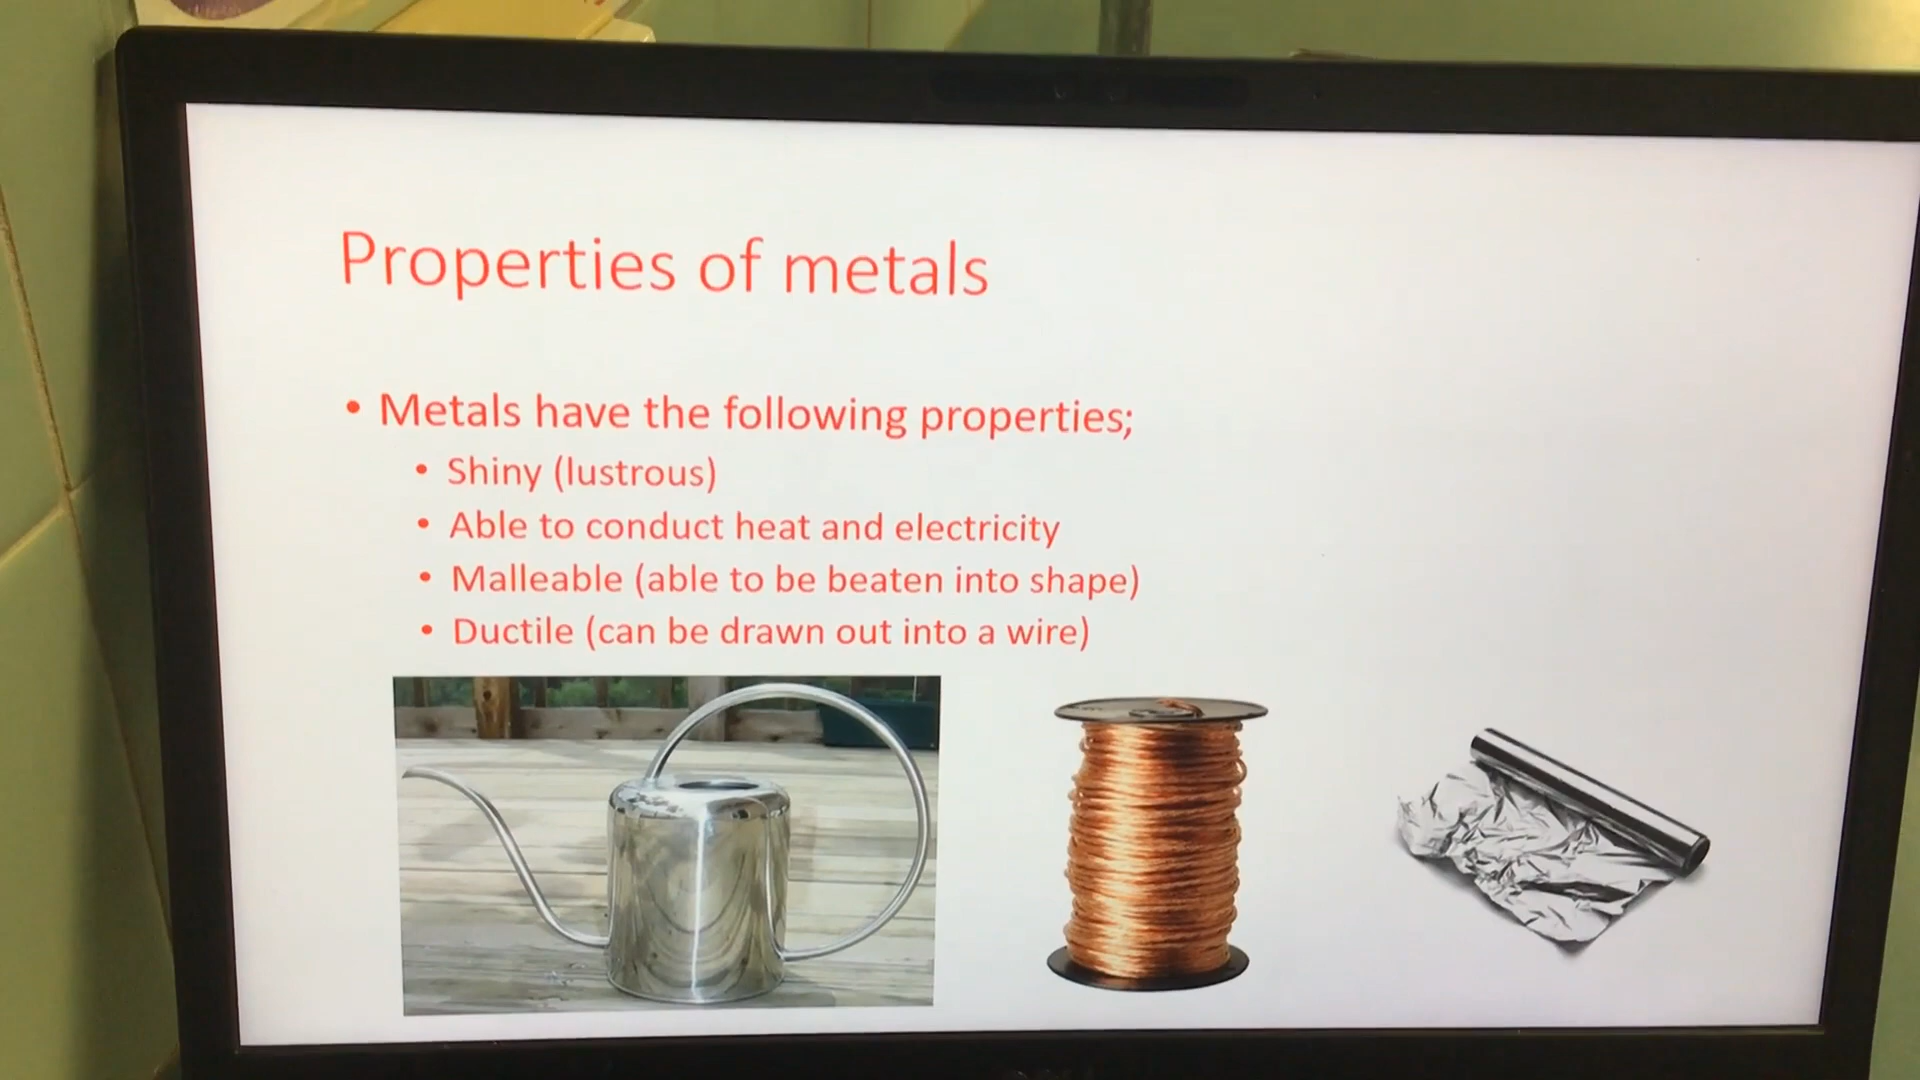 Properties of metals
• Metals have the following properties;
• Shiny (lustrous)
• Able to conduct heat and electricity
• Malleable (able to be beaten into shape)
• Ductile (can be drawn out into a wire)